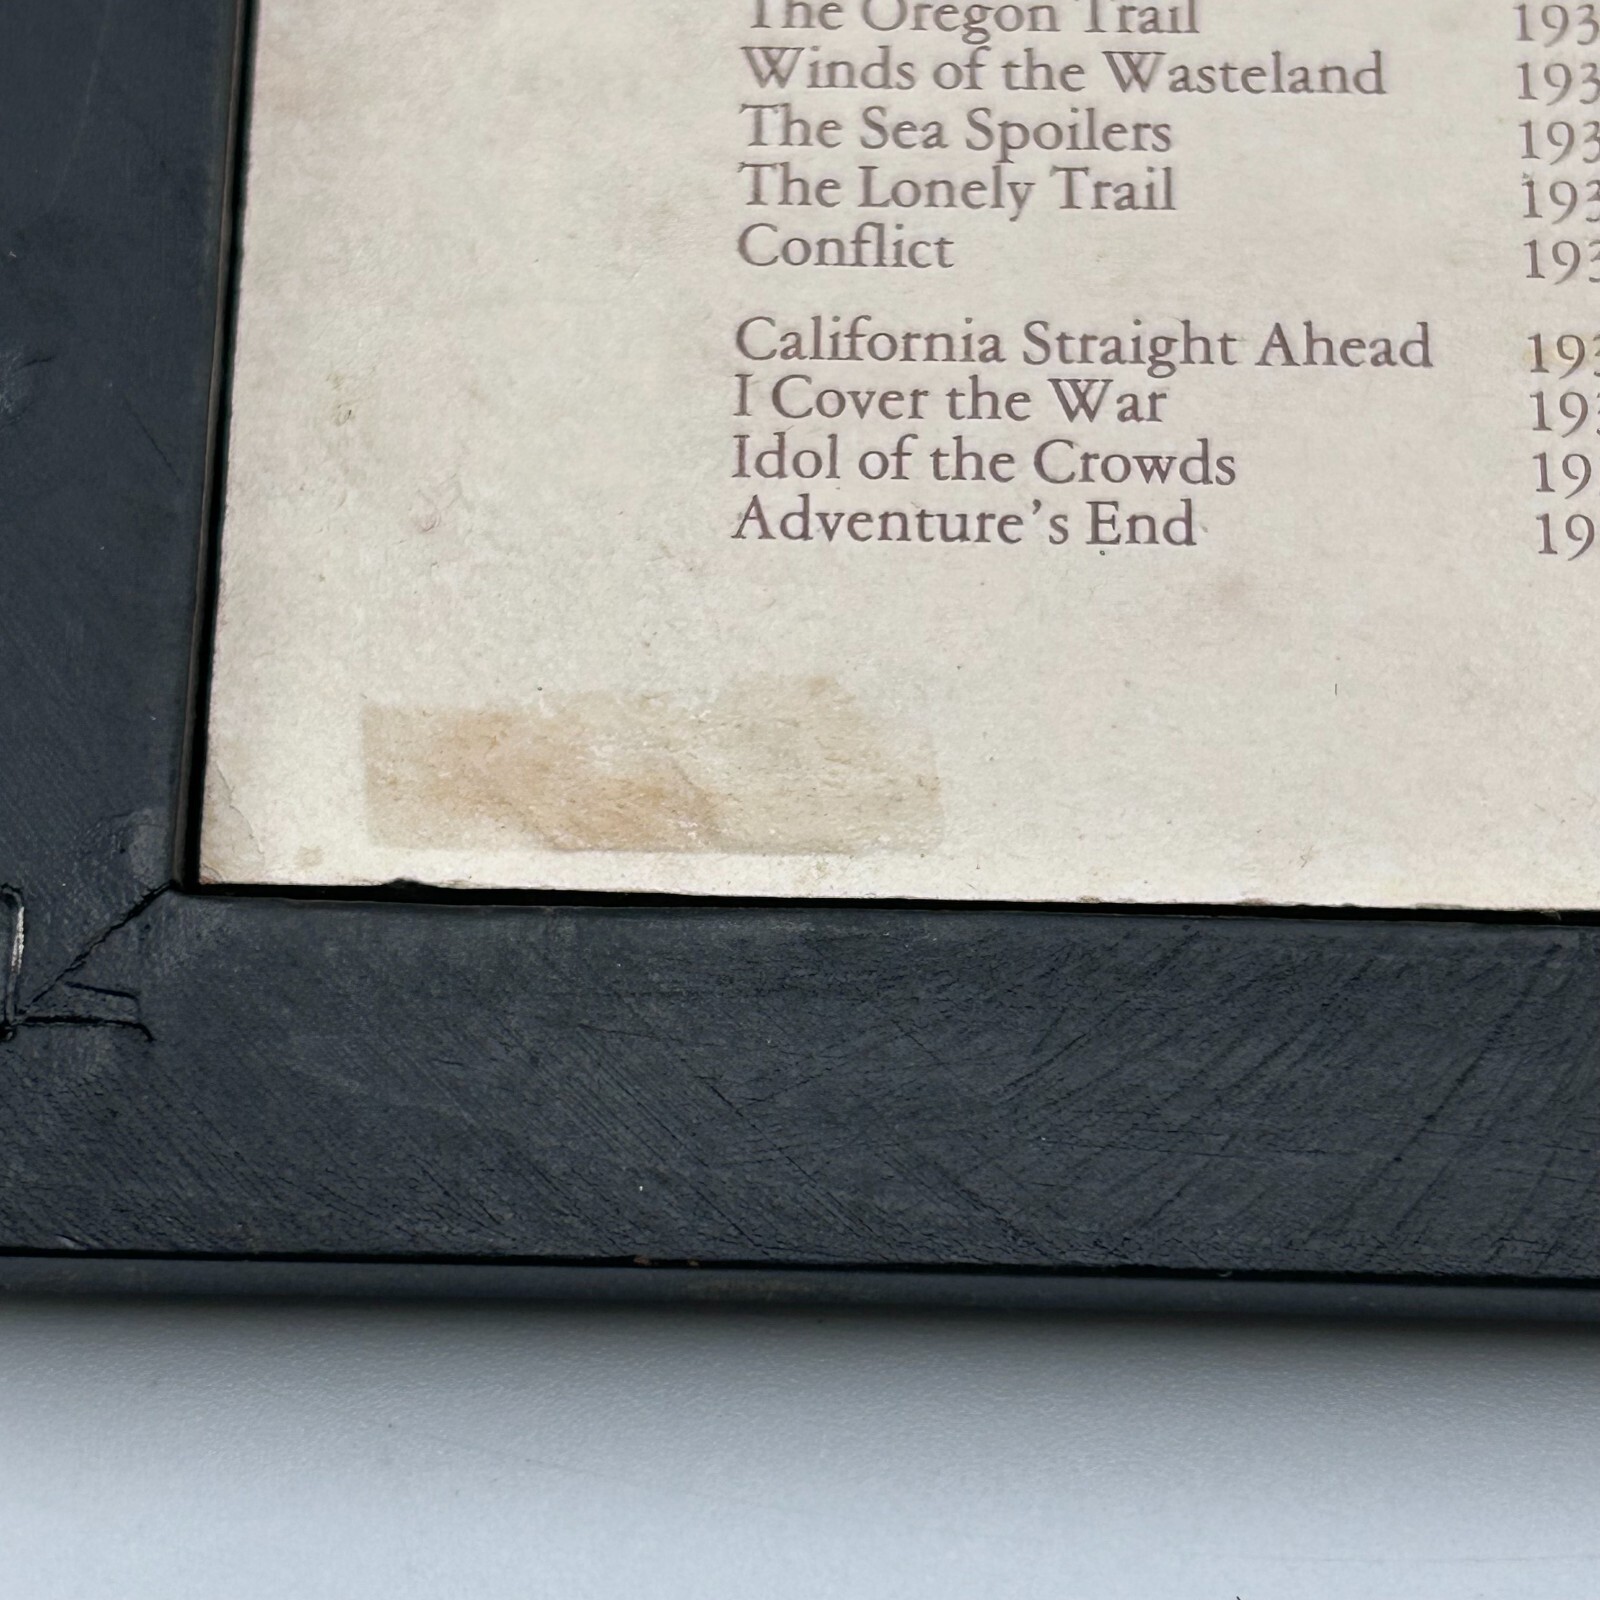 The Oregon Trail 193
Winds of the Wasteland 193
The Sea Spoilers 193
The Lonely Trail 193
Conflict 193
California Straight Ahead 193
I Cover the War 193
Idol of the Crowds 19
Adventure's End 19